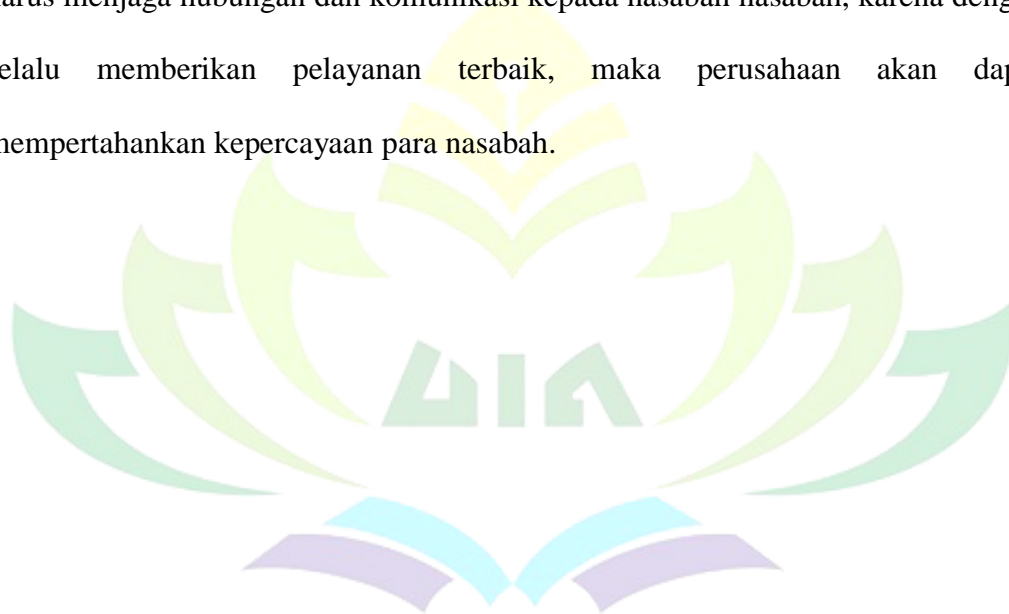 arus menjaga hubungan dan komunikasi kepada nasabah-nasabah, karena deng
elalu memberikan pelayanan terbaik, maka perusahaan akan dap
nempertahankan kepercayaan para nasabah.
UIN